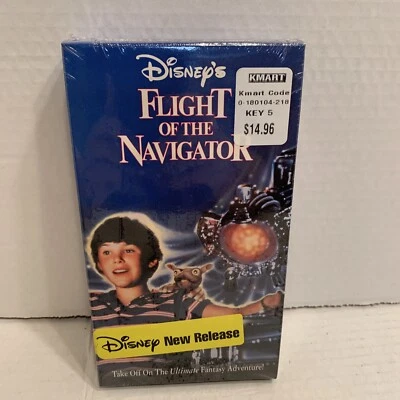 Disney's
FLIGHT
OF THE
NAVIGATOR
KMART
Kmart Code
0-180104-218
KEY 5
$14.96
Disney New Release
Take Off On The Ultimate Fantasy Adventure!